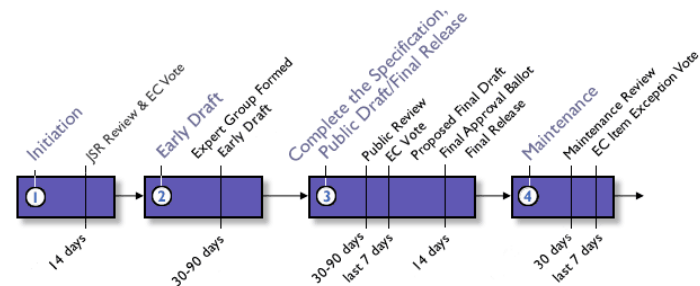 Initiation
JSR Review & EC Vote
Early Draft
Expert Group Formed
Early Draft
Complete the Specification,
Public Draft/Final Release
Public Review
EC Vote
Proposed Final Draft
Final Approval Ballot
Final Release
Maintenance
Maintenance Review
EC Item Exception Vote
1
2
3
4
14 days
30-90 days
30-90 days
last 7 days
14 days
30 days
last 7 days